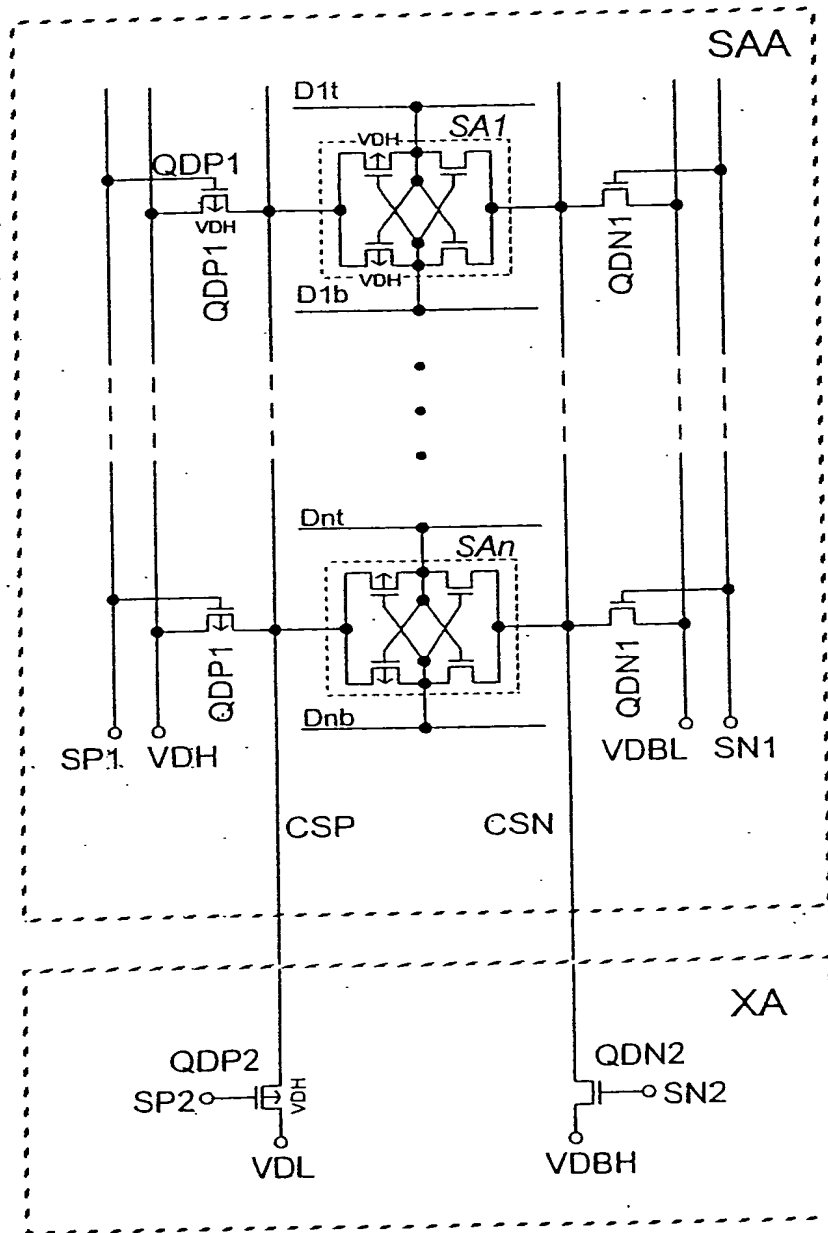 SAA
D1t
VDH
SA1
QDP1
VDH
QDP1
QDN1
VDH
D1b
Dnt
SAn
QDP1
QDN1
Dnb
SP1
VDH
VDBL
SN1
CSP
CSN
XA
QDP2
QDN2
SP2
VDH
SN2
VDL
VDBH